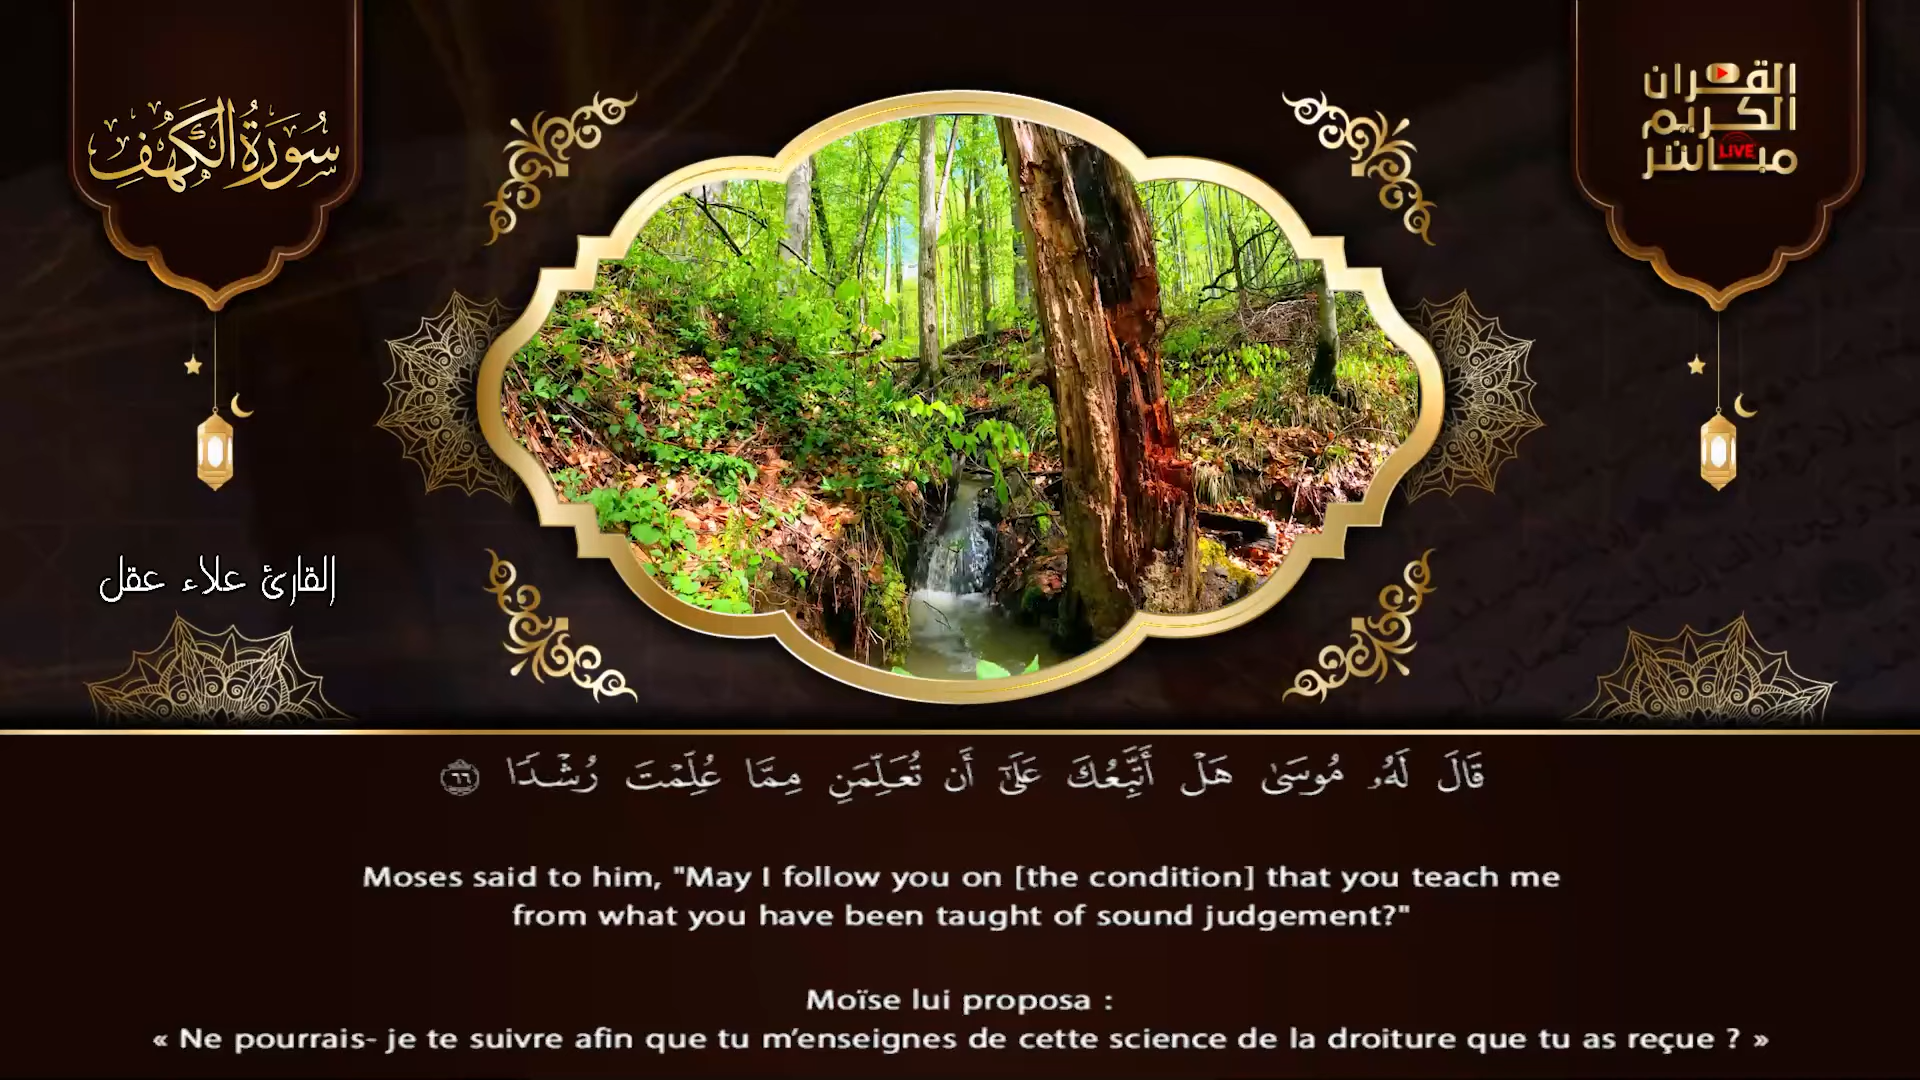 سُورَةُ الكَهْفِ
القرآن
الكريم
مباشر
LIVE
القارئ علاء عقل
قَالَ لَهُۥ مُوسَىٰ هَلْ أَتَّبِعُكَ عَلَىٰٓ أَن تُعَلِّمَنِ مِمَّا عُلِّمْتَ رُشْدًا ٦٦
Moses said to him, "May I follow you on [the condition] that you teach me
from what you have been taught of sound judgement?"
Moïse lui proposa :
« Ne pourrais- je te suivre afin que tu m’enseignes de cette science de la droiture que tu as reçue ? »